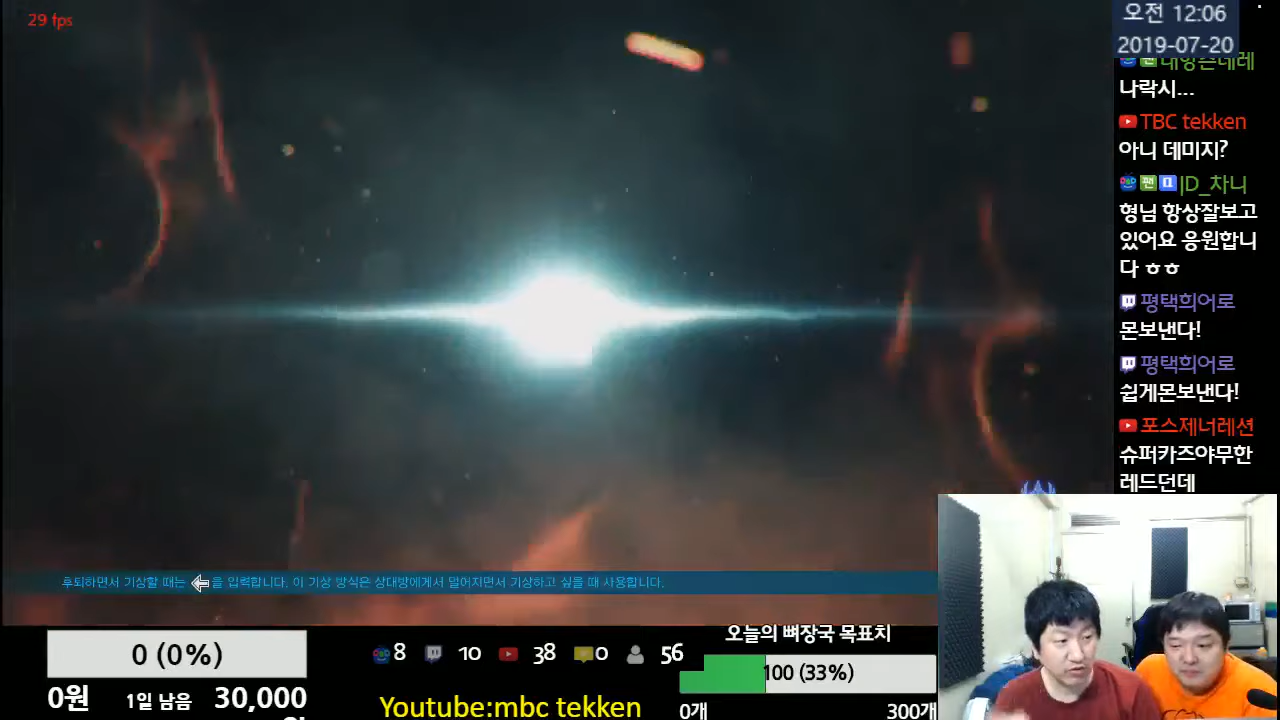 29 fps
오전 12:06
2019-07-20
나락시...
TBC tekken
아니 데미지?
팬 |D_차니
형님 항상잘보고
있어요 응원합니
다 ㅎㅎ
평택희어로
몬보낸다!
평택희어로
쉽게몬보낸다!
포스제너레션
슈퍼카즈야무한
레드던데
후퇴하면서 기상할 때는 을 입력합니다. 이 기상 방식은 상대방에게서 멀어지면서 기상하고 싶을 때 사용합니다.
0 (0%)
0원 1일 남음 30,000
8 10 38 0 56
Youtube:mbc tekken
오늘의 뼈장국 목표치
100 (33%)
0개 300개